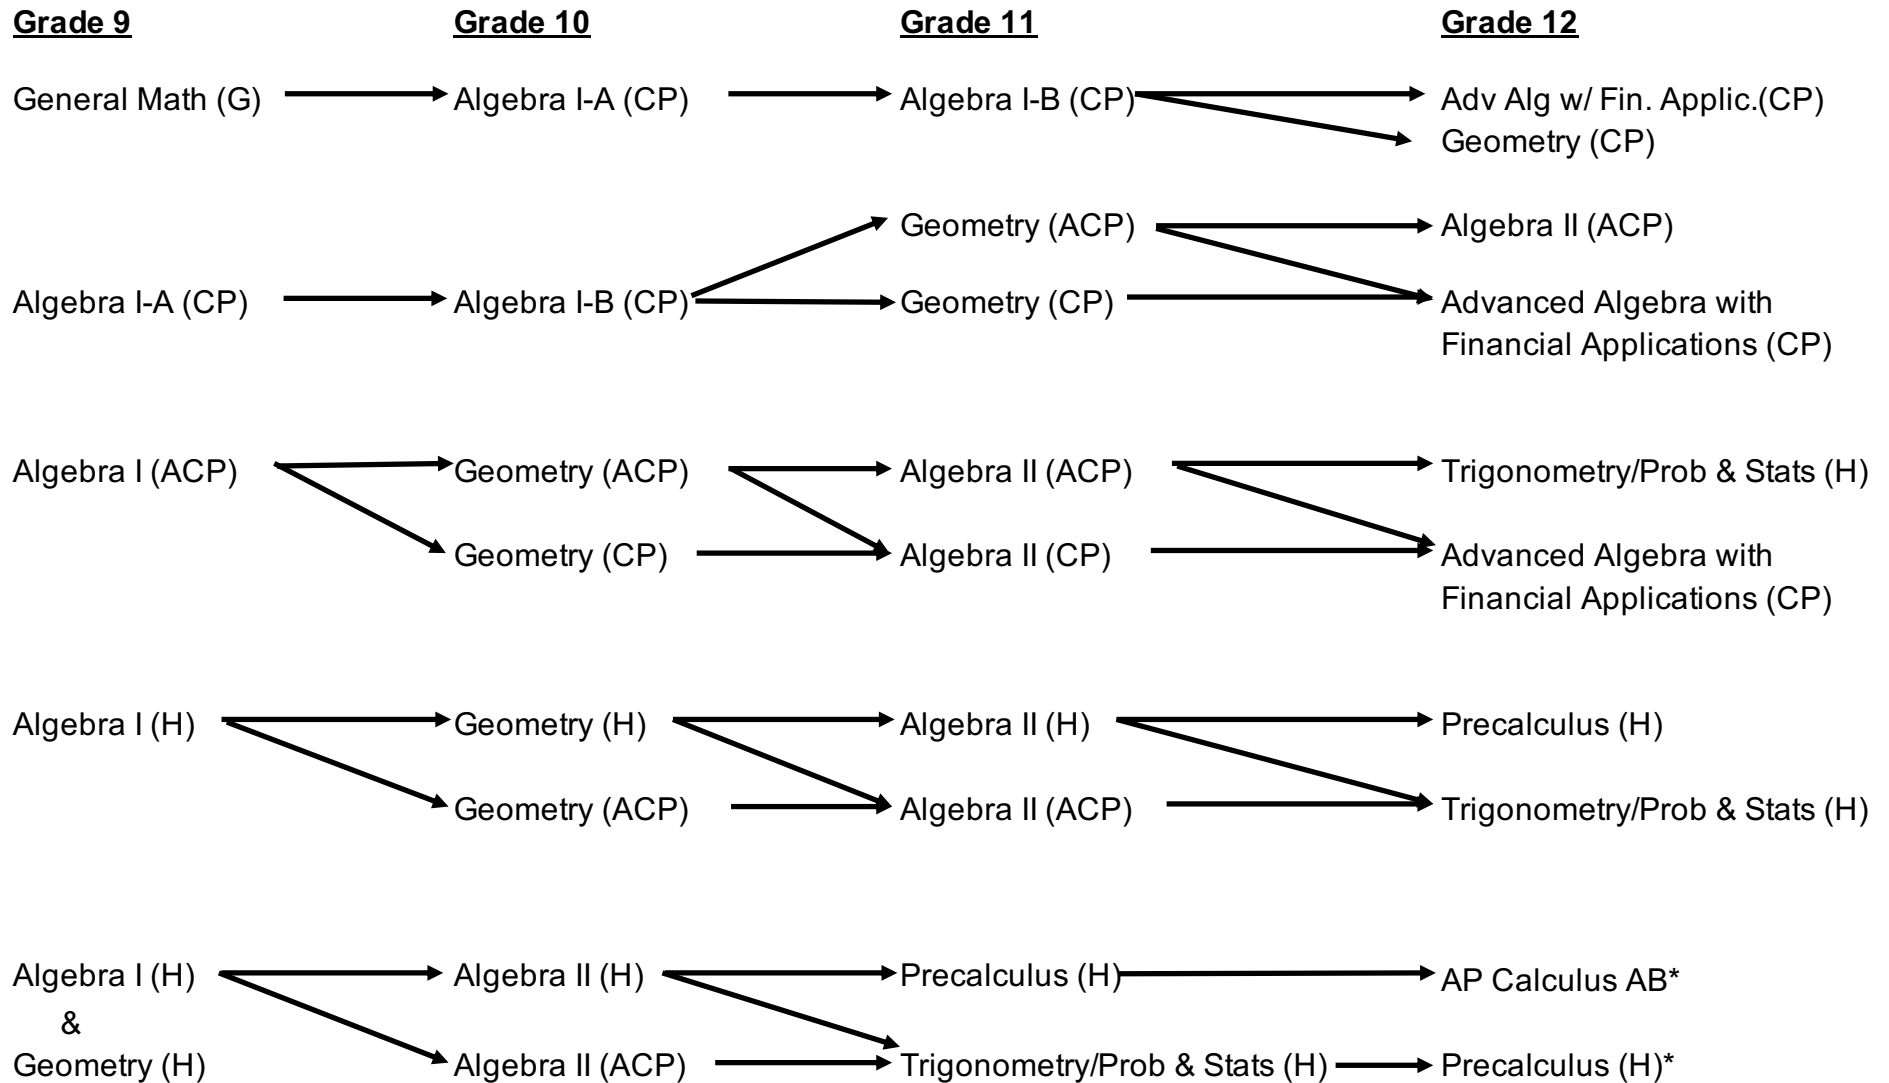 Grade 9 Grade 10 Grade 11 Grade 12
General Math (G) Algebra I-A (CP) Algebra I-B (CP) Adv Alg w/ Fin. Applic.(CP)
Geometry (CP)
Geometry (ACP) Algebra II (ACP)
Algebra I-A (CP) Algebra I-B (CP) Geometry (CP) Advanced Algebra with
Financial Applications (CP)
Algebra I (ACP) Geometry (ACP) Algebra II (ACP) Trigonometry/Prob & Stats (H)
Geometry (CP) Algebra II (CP) Advanced Algebra with
Financial Applications (CP)
Algebra I (H) Geometry (H) Algebra II (H) Precalculus (H)
Geometry (ACP) Algebra II (ACP) Trigonometry/Prob & Stats (H)
Algebra I (H) Algebra II (H) Precalculus (H) AP Calculus AB*
&
Geometry (H) Algebra II (ACP) Trigonometry/Prob & Stats (H) Precalculus (H)*